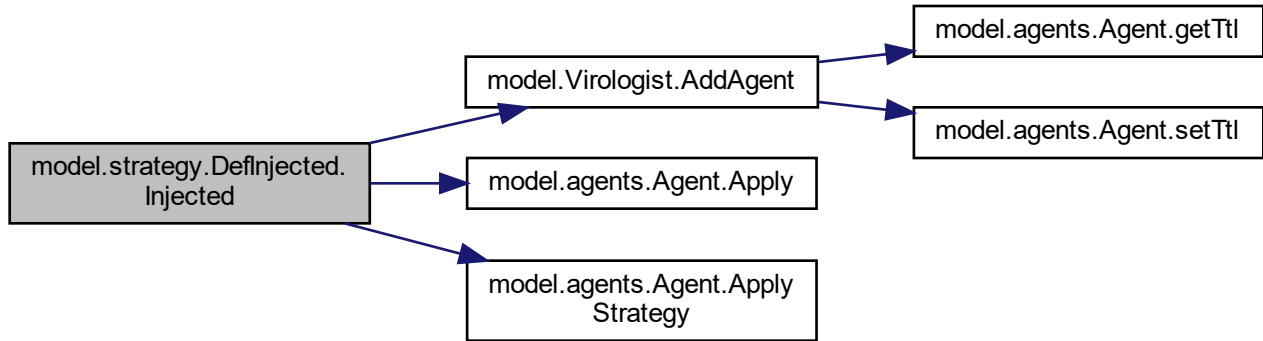 model.strategy.DefInjected.
Injected
model.Virologist.AddAgent
model.agents.Agent.getTtl
model.agents.Agent.setTtl
model.agents.Agent.Apply
model.agents.Agent.Apply
Strategy